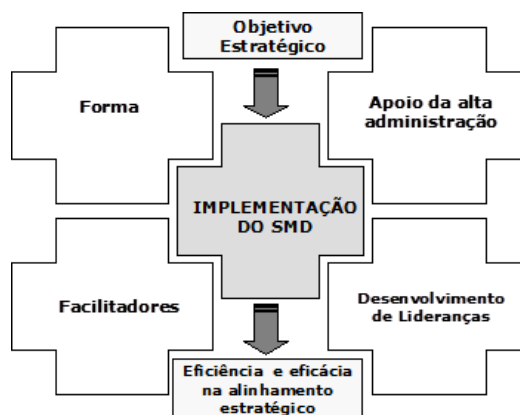 Objetivo
Estratégico
Forma
Apoio da alta
administração
IMPLEMENTAÇÃO
DO SMD
Facilitadores
Desenvolvimento
de Lideranças
Eficiência e eficácia
na alinhamento
estratégico